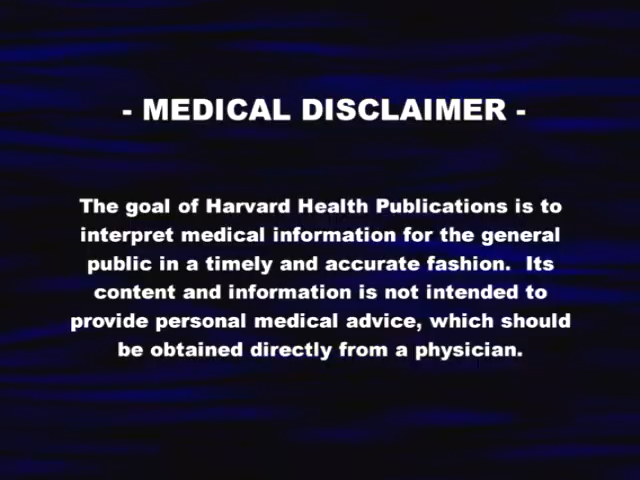 - MEDICAL DISCLAIMER -
The goal of Harvard Health Publications is to
interpret medical information for the general
public in a timely and accurate fashion.  Its
content and information is not intended to
provide personal medical advice, which should
be obtained directly from a physician.